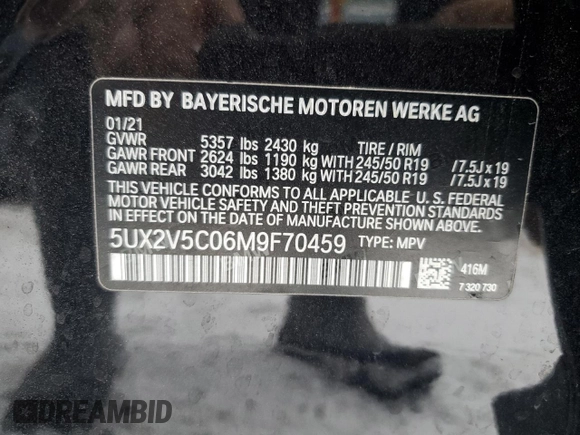 MFD BY BAYERISCHE MOTOREN WERKE AG
01/21
GVWR 5357 lbs 2430 kg TIRE / RIM
GAWR FRONT 2624 lbs 1190 kg WITH 245/50 R19 /7.5J x 19
GAWR REAR 3042 lbs 1380 kg WITH 245/50 R19 /7.5J x 19
THIS VEHICLE CONFORMS TO ALL APPLICABLE U. S. FEDERAL
MOTOR VEHICLE SAFETY, BUMPER, AND THEFT PREVENTION
STANDARDS IN EFFECT ON THE DATE OF MANUFACTURE SHOWN ABOVE.
5UX2V5C06M9F70459 TYPE: MPV
416M
7 320 730
DREAMBID